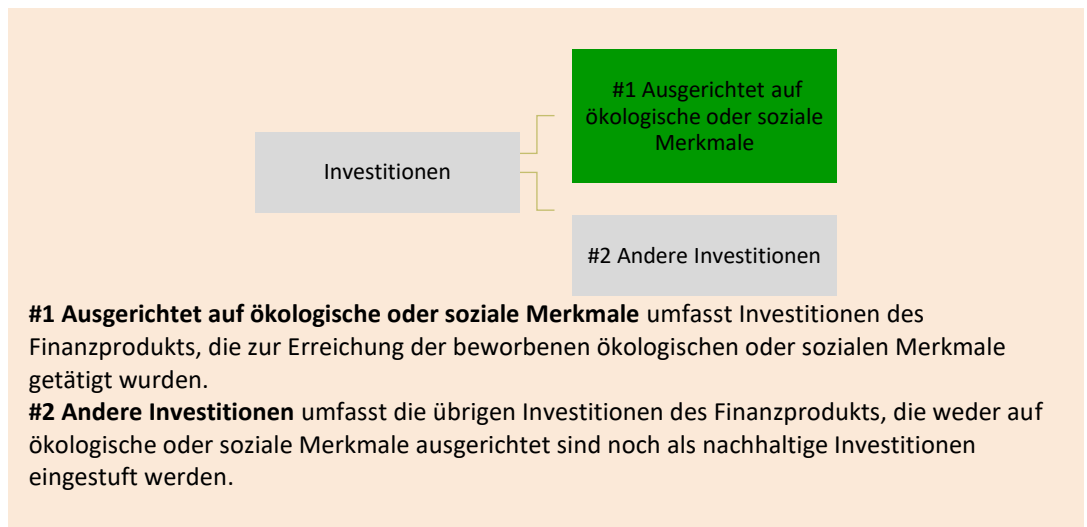 #1 Ausgerichtet auf
ökologische oder soziale
Merkmale
Investitionen
#2 Andere Investitionen
#1 Ausgerichtet auf ökologische oder soziale Merkmale umfasst Investitionen des
Finanzprodukts, die zur Erreichung der beworbenen ökologischen oder sozialen Merkmale
getätigt wurden.
#2 Andere Investitionen umfasst die übrigen Investitionen des Finanzprodukts, die weder auf
ökologische oder soziale Merkmale ausgerichtet sind noch als nachhaltige Investitionen
eingestuft werden.